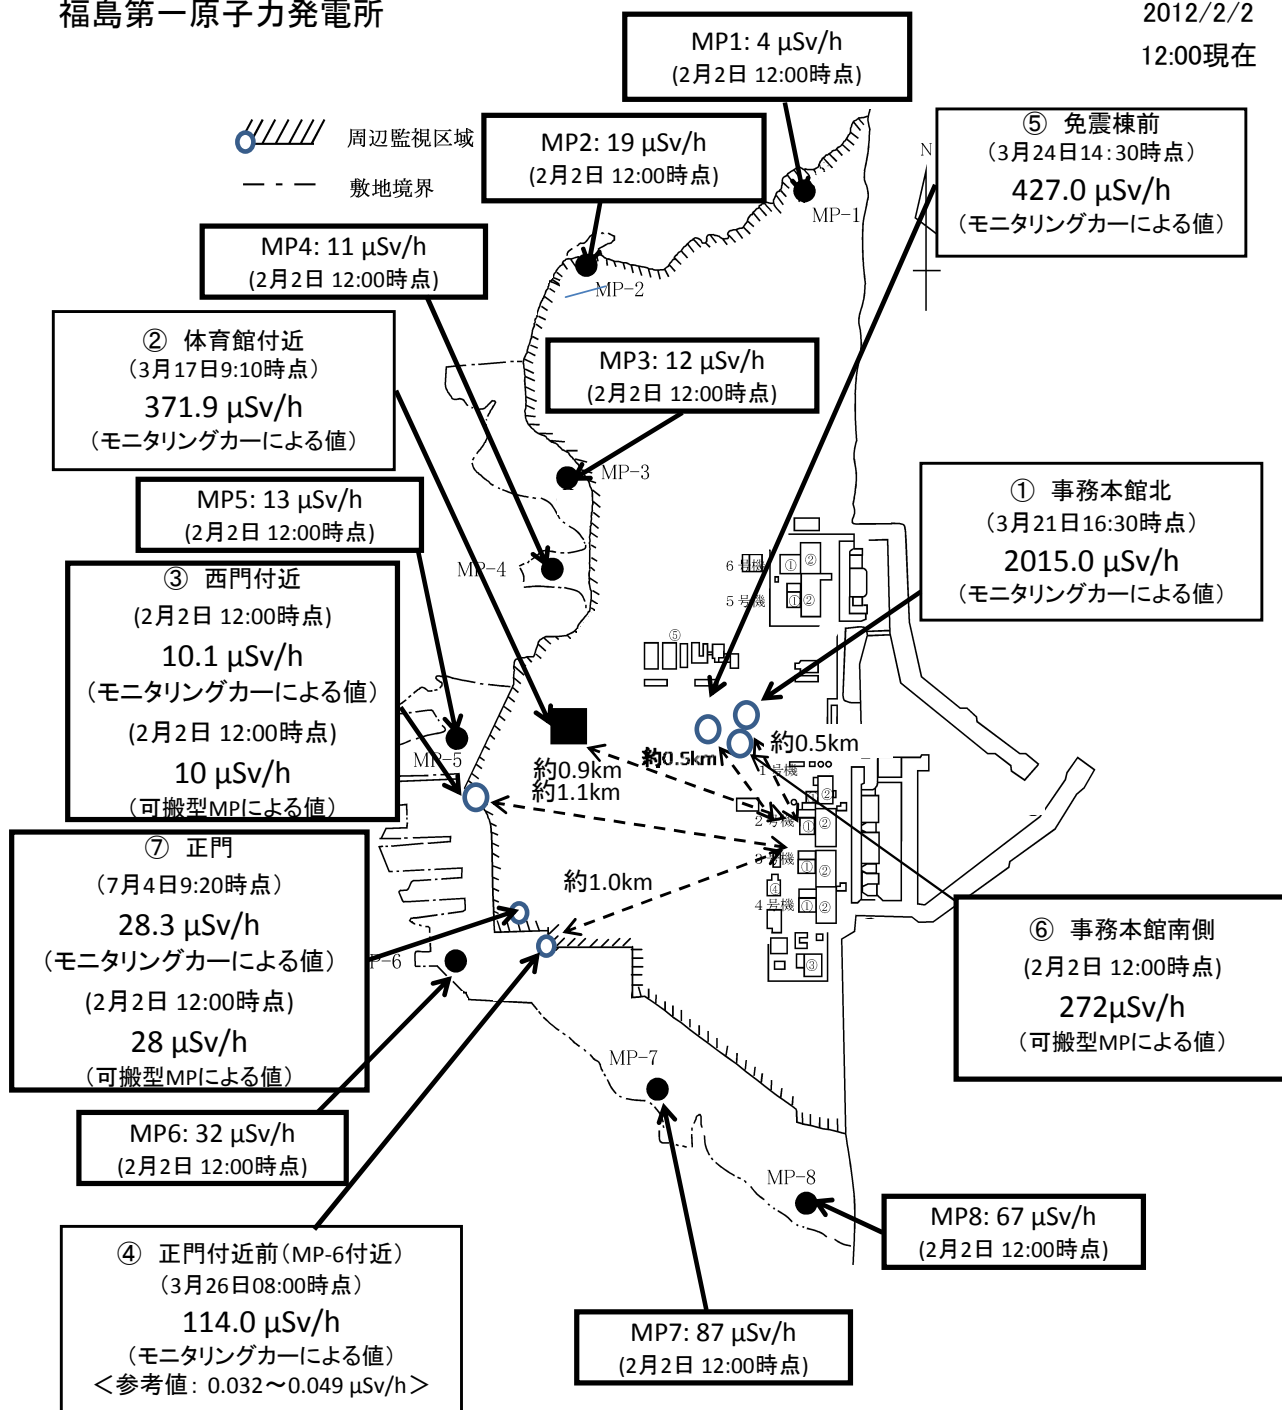 福島第一原子力発電所
2012/2/2
12:00現在
周辺監視区域
敷地境界
MP1: 4 μSv/h
(2月2日 12:00時点)
MP2: 19 μSv/h
(2月2日 12:00時点)
⑤ 免震棟前
(3月24日14:30時点)
427.0 μSv/h
(モニタリングカーによる値)
N
MP-1
MP4: 11 μSv/h
(2月2日 12:00時点)
MP-2
② 体育館付近
(3月17日9:10時点)
371.9 μSv/h
(モニタリングカーによる値)
MP3: 12 μSv/h
(2月2日 12:00時点)
MP-3
MP5: 13 μSv/h
(2月2日 12:00時点)
① 事務本館北
(3月21日16:30時点)
2015.0 μSv/h
(モニタリングカーによる値)
MP-4
6号機
① ②
5号機
① ②
③ 西門付近
(2月2日 12:00時点)
10.1 μSv/h
(モニタリングカーによる値)
(2月2日 12:00時点)
10 μSv/h
(可搬型MPによる値)
⑤
MP-5
約0.9km
約1.1km
約0.5km
約0.5km
1号機
②
2号機
① ②
3号機
① ②
④
4号機
① ②
③
約1.0km
⑦ 正門
(7月4日9:20時点)
28.3 μSv/h
(モニタリングカーによる値)
(2月2日 12:00時点)
28 μSv/h
(可搬型MPによる値)
P-6
⑥ 事務本館南側
(2月2日 12:00時点)
272μSv/h
(可搬型MPによる値)
MP-7
MP6: 32 μSv/h
(2月2日 12:00時点)
MP-8
MP8: 67 μSv/h
(2月2日 12:00時点)
④ 正門付近前(MP-6付近)
(3月26日08:00時点)
114.0 μSv/h
(モニタリングカーによる値)
<参考値: 0.032～0.049 μSv/h>
MP7: 87 μSv/h
(2月2日 12:00時点)